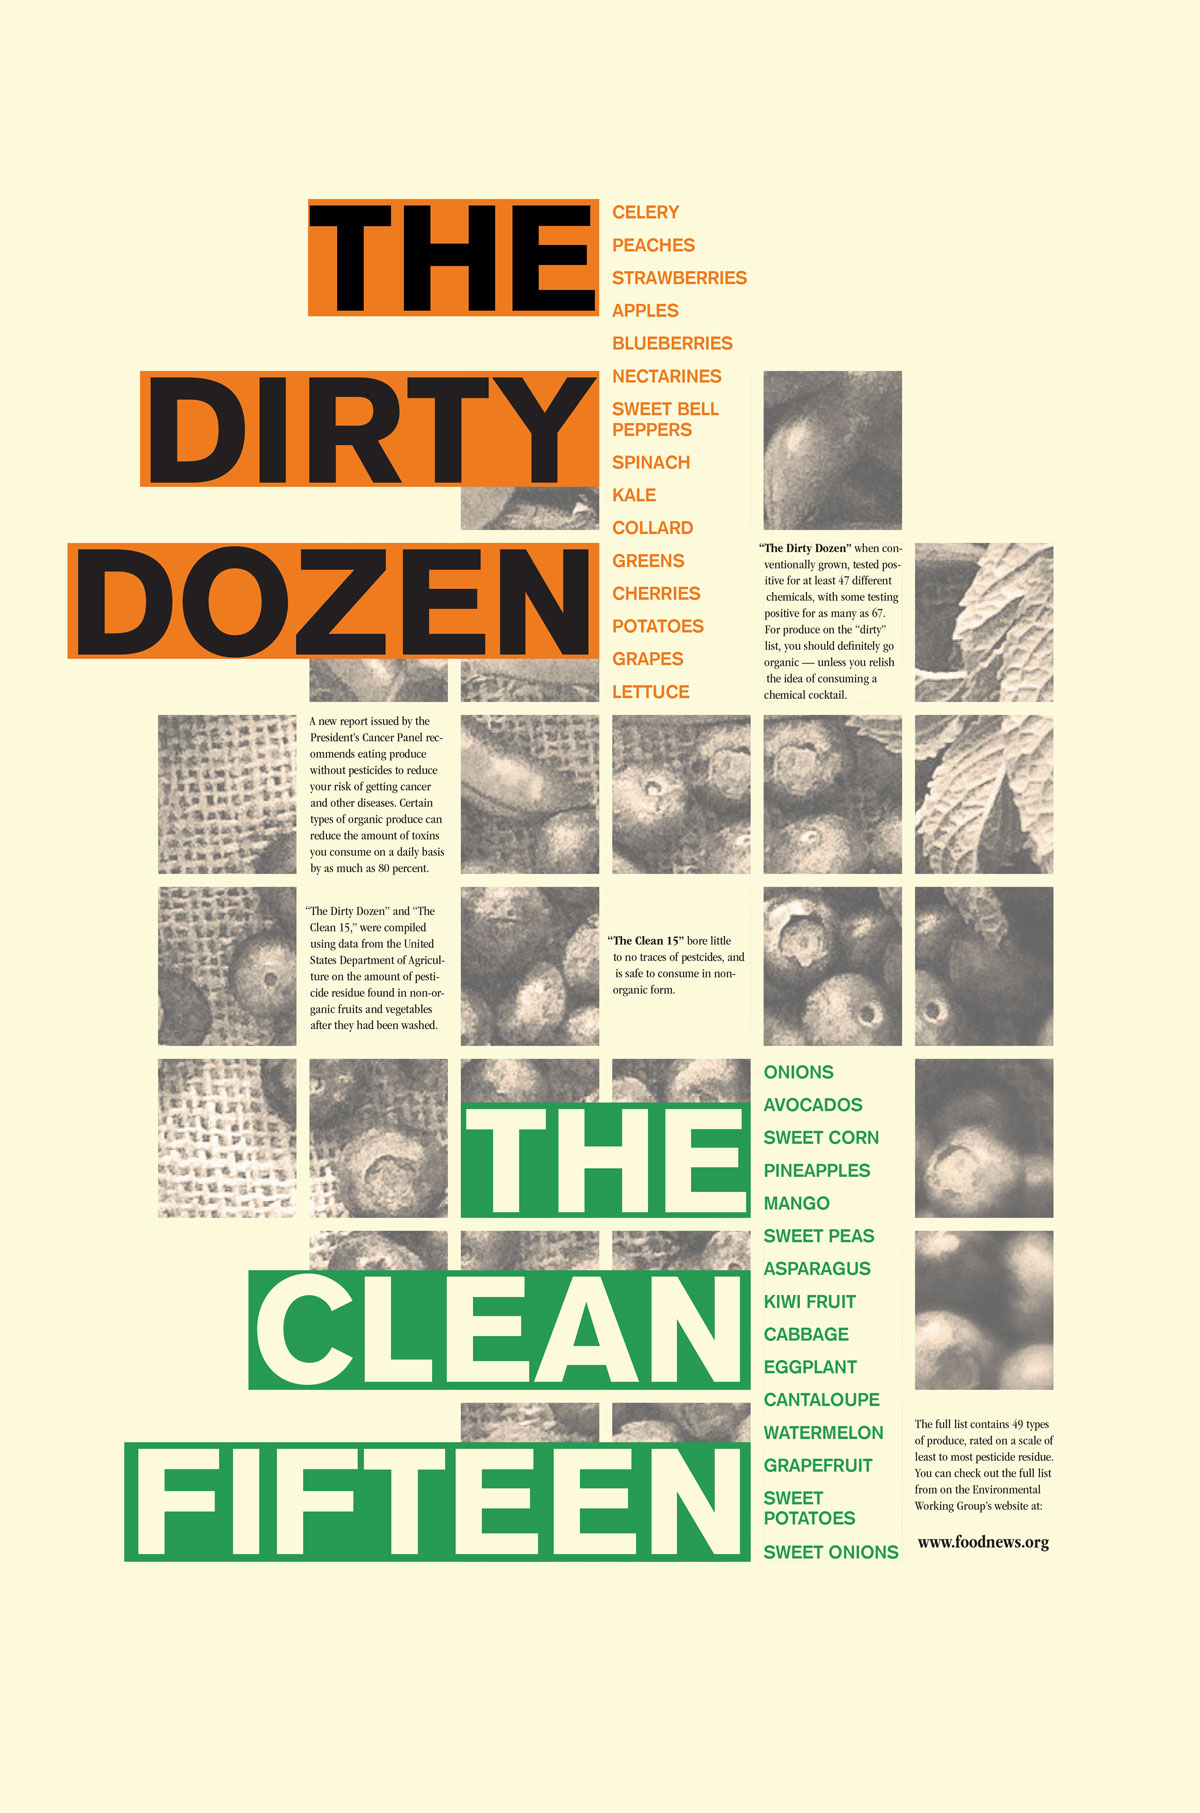 THE
DIRTY
DOZEN
CELERY
PEACHES
STRAWBERRIES
APPLES
BLUEBERRIES
NECTARINES
SWEET BELL
PEPPERS
SPINACH
KALE
COLLARD
GREENS
CHERRIES
POTATOES
GRAPES
LETTUCE
“The Dirty Dozen” when con-
ventionally grown, tested pos-
itive for at least 47 different
chemicals, with some testing
positive for as many as 67.
For produce on the “dirty”
list, you should definitely go
organic — unless you relish
the idea of consuming a
chemical cocktail.
A new report issued by the
President's Cancer Panel rec-
ommends eating produce
without pesticides to reduce
your risk of getting cancer
and other diseases. Certain
types of organic produce can
reduce the amount of toxins
you consume on a daily basis
by as much as 80 percent.
“The Dirty Dozen” and “The
Clean 15,” were compiled
using data from the United
States Department of Agricul-
ture on the amount of pesti-
cide residue found in non-or-
ganic fruits and vegetables
after they had been washed.
“The Clean 15” bore little
to no traces of pestcides, and
is safe to consume in non-
organic form.
THE
CLEAN
FIFTEEN
ONIONS
AVOCADOS
SWEET CORN
PINEAPPLES
MANGO
SWEET PEAS
ASPARAGUS
KIWI FRUIT
CABBAGE
EGGPLANT
CANTALOUPE
WATERMELON
GRAPEFRUIT
SWEET
POTATOES
SWEET ONIONS
The full list contains 49 types
of produce, rated on a scale of
least to most pesticide residue.
You can check out the full list
from on the Environmental
Working Group's website at:
www.foodnews.org